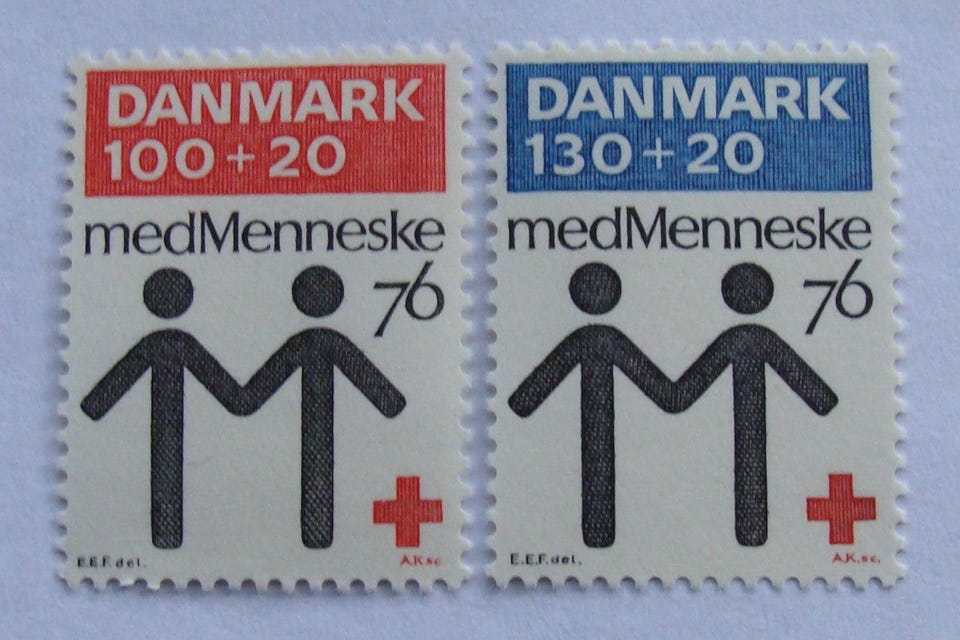 DANMARK
100 + 20
medMenneske
76
E.E.F. del.
A.K. sc.
DANMARK
130 + 20
medMenneske
76
E.E.F. del.
A.K. sc.